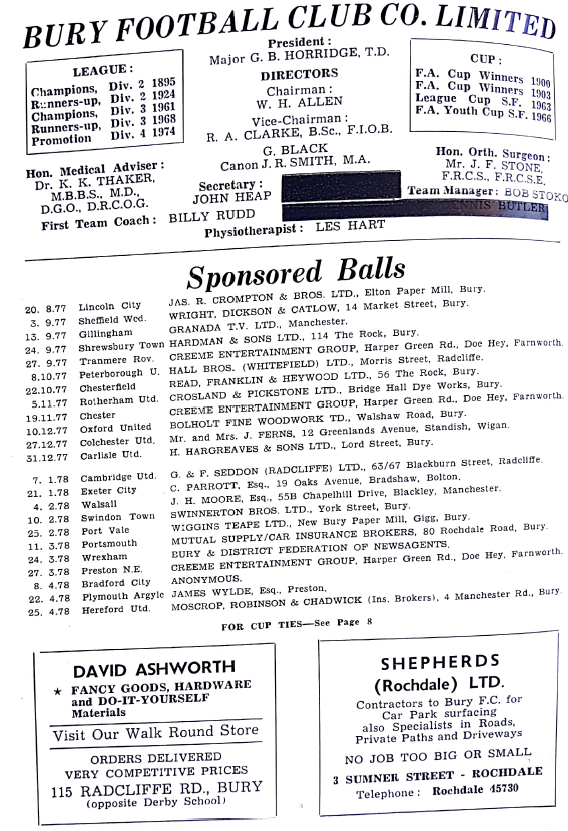 BURY FOOTBALL CLUB CO. LIMITED
President :
Major G. B. HORRIDGE, T.D.
LEAGUE :
Champions, Div. 2 1895
Runners-up, Div. 2 1924
Champions, Div. 3 1961
Runners-up, Div. 3 1968
Promotion Div. 4 1974
DIRECTORS
Chairman :
W. H. ALLEN
Vice-Chairman :
R. A. CLARKE, B.Sc., F.I.O.B.
G. BLACK
Canon J. R. SMITH, M.A.
CUP :
F.A. Cup Winners 1900
F.A. Cup Winners 1903
League Cup S.F. 1963
F.A. Youth Cup S.F. 1966
Hon. Medical Adviser :
Dr. K. K. THAKER,
M.B.B.S., M.D.,
D.G.O., D.R.C.O.G.
Secretary :
JOHN HEAP
Hon. Orth. Surgeon :
Mr. J. F. STONE,
F.R.C.S., F.R.C.S.E.
Team Manager : BOB STOKO
First Team Coach : BILLY RUDD
DENNIS BUTLER
Physiotherapist : LES HART
Sponsored Balls
20. 8.77 Lincoln City JAS. R. CROMPTON & BROS. LTD., Elton Paper Mill, Bury.
3. 9.77 Sheffield Wed. WRIGHT, DICKSON & CATLOW, 14 Market Street, Bury.
13. 9.77 Gillingham GRANADA T.V. LTD., Manchester.
24. 9.77 Shrewsbury Town HARDMAN & SONS LTD., 114 The Rock, Bury.
27. 9.77 Tranmere Rov. CREEME ENTERTAINMENT GROUP, Harper Green Rd., Doe Hey, Farnworth.
8.10.77 Peterborough U. HALL BROS. (WHITEFIELD) LTD., Morris Street, Radcliffe.
22.10.77 Chesterfield READ, FRANKLIN & HEYWOOD LTD., 56 The Rock, Bury.
5.11.77 Rotherham Utd. CROSLAND & PICKSTONE LTD., Bridge Hall Dye Works, Bury.
19.11.77 Chester CREEME ENTERTAINMENT GROUP, Harper Green Rd., Doe Hey, Farnworth.
10.12.77 Oxford United BOLHOLT FINE WOODWORK TD., Walshaw Road, Bury.
27.12.77 Colchester Utd. Mr. and Mrs. J. FERNS, 12 Greenlands Avenue, Standish, Wigan.
31.12.77 Carlisle Utd. H. HARGREAVES & SONS LTD., Lord Street, Bury.
7. 1.78 Cambridge Utd. G. & F. SEDDON (RADCLIFFE) LTD., 63/67 Blackburn Street, Radcliffe.
21. 1.78 Exeter City C. PARROTT, Esq., 19 Oaks Avenue, Bradshaw, Bolton.
4. 2.78 Walsall J. H. MOORE, Esq., 55B Chapelhill Drive, Blackley, Manchester.
10. 2.78 Swindon Town SWINNERTON BROS. LTD., York Street, Bury.
25. 2.78 Port Vale WIGGINS TEAPE LTD., New Bury Paper Mill, Gigg, Bury.
11. 3.78 Portsmouth MUTUAL SUPPLY/CAR INSURANCE BROKERS, 80 Rochdale Road, Bury.
24. 3.78 Wrexham BURY & DISTRICT FEDERATION OF NEWSAGENTS.
27. 3.78 Preston N.E. CREEME ENTERTAINMENT GROUP, Harper Green Rd., Doe Hey, Farnworth.
8. 4.78 Bradford City ANONYMOUS.
22. 4.78 Plymouth Argyle JAMES WYLDE, Esq., Preston.
25. 4.78 Hereford Utd. MOSCROP, ROBINSON & CHADWICK (Ins. Brokers), 4 Manchester Rd., Bury.
FOR CUP TIES—See Page 8
DAVID ASHWORTH
★ FANCY GOODS, HARDWARE
and DO-IT-YOURSELF
Materials
Visit Our Walk Round Store
ORDERS DELIVERED
VERY COMPETITIVE PRICES
115 RADCLIFFE RD., BURY
(opposite Derby School)
SHEPHERDS
(Rochdale) LTD.
Contractors to Bury F.C. for
Car Park surfacing
also Specialists in Roads,
Private Paths and Driveways
NO JOB TOO BIG OR SMALL
3 SUMNER STREET - ROCHDALE
Telephone : Rochdale 45730